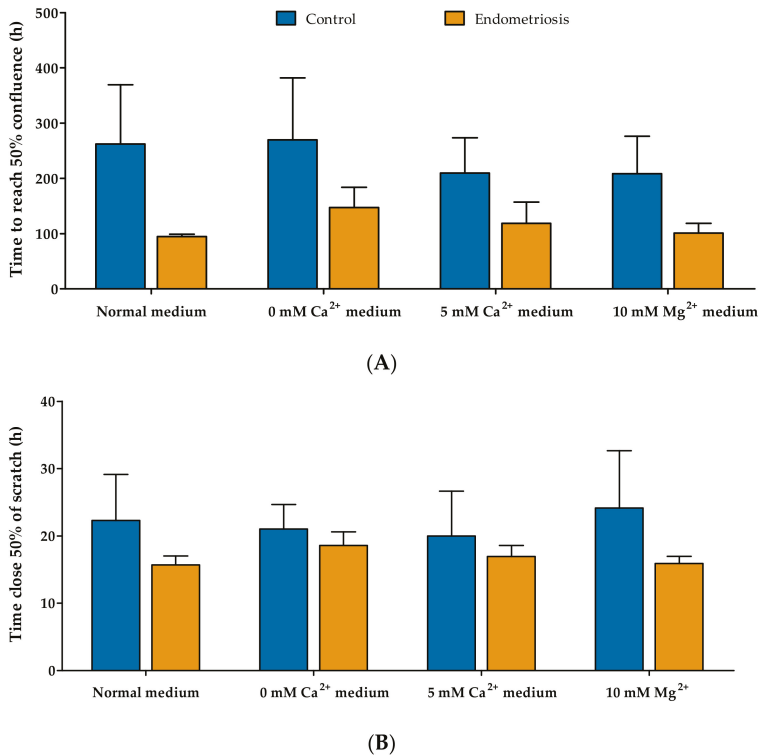 Control
Endometriosis
Time to reach 50% confluence (h)
500
400
300
200
100
0
Normal medium
0 mM Ca²⁺ medium
5 mM Ca²⁺ medium
10 mM Mg²⁺ medium
(A)
Time close 50% of scratch (h)
40
30
20
10
0
Normal medium
0 mM Ca²⁺ medium
5 mM Ca²⁺ medium
10 mM Mg²⁺
(B)